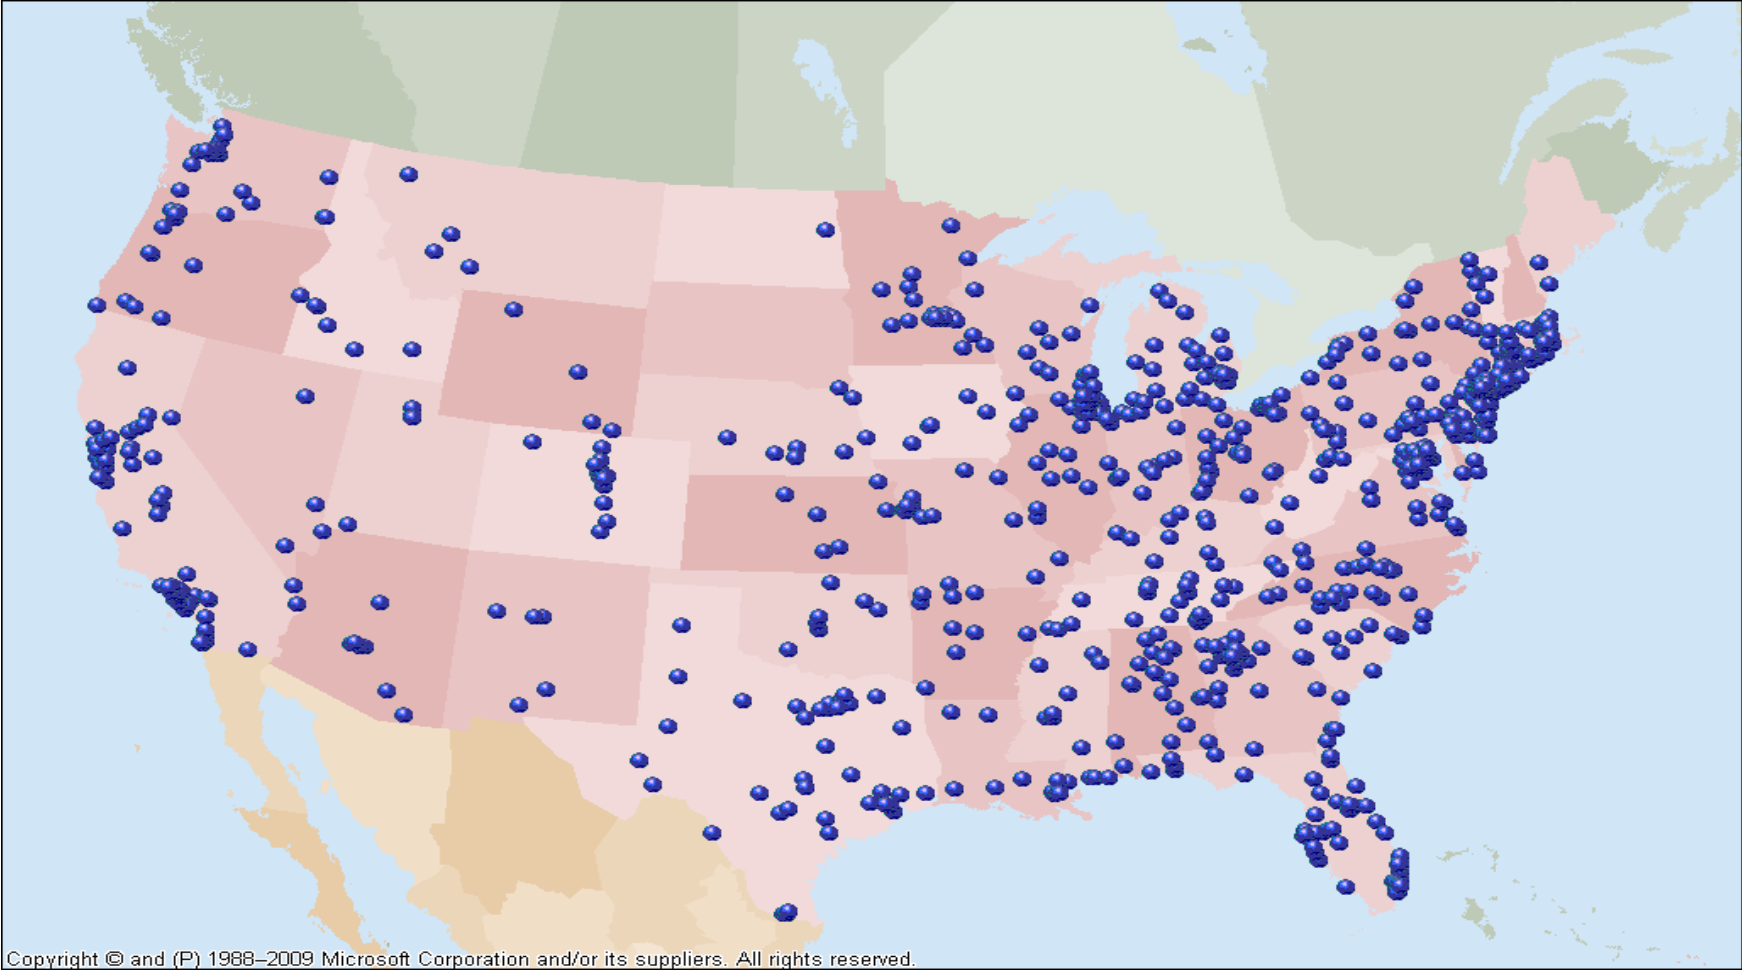 Copyright © and (P) 1988–2009 Microsoft Corporation and/or its suppliers. All rights reserved.